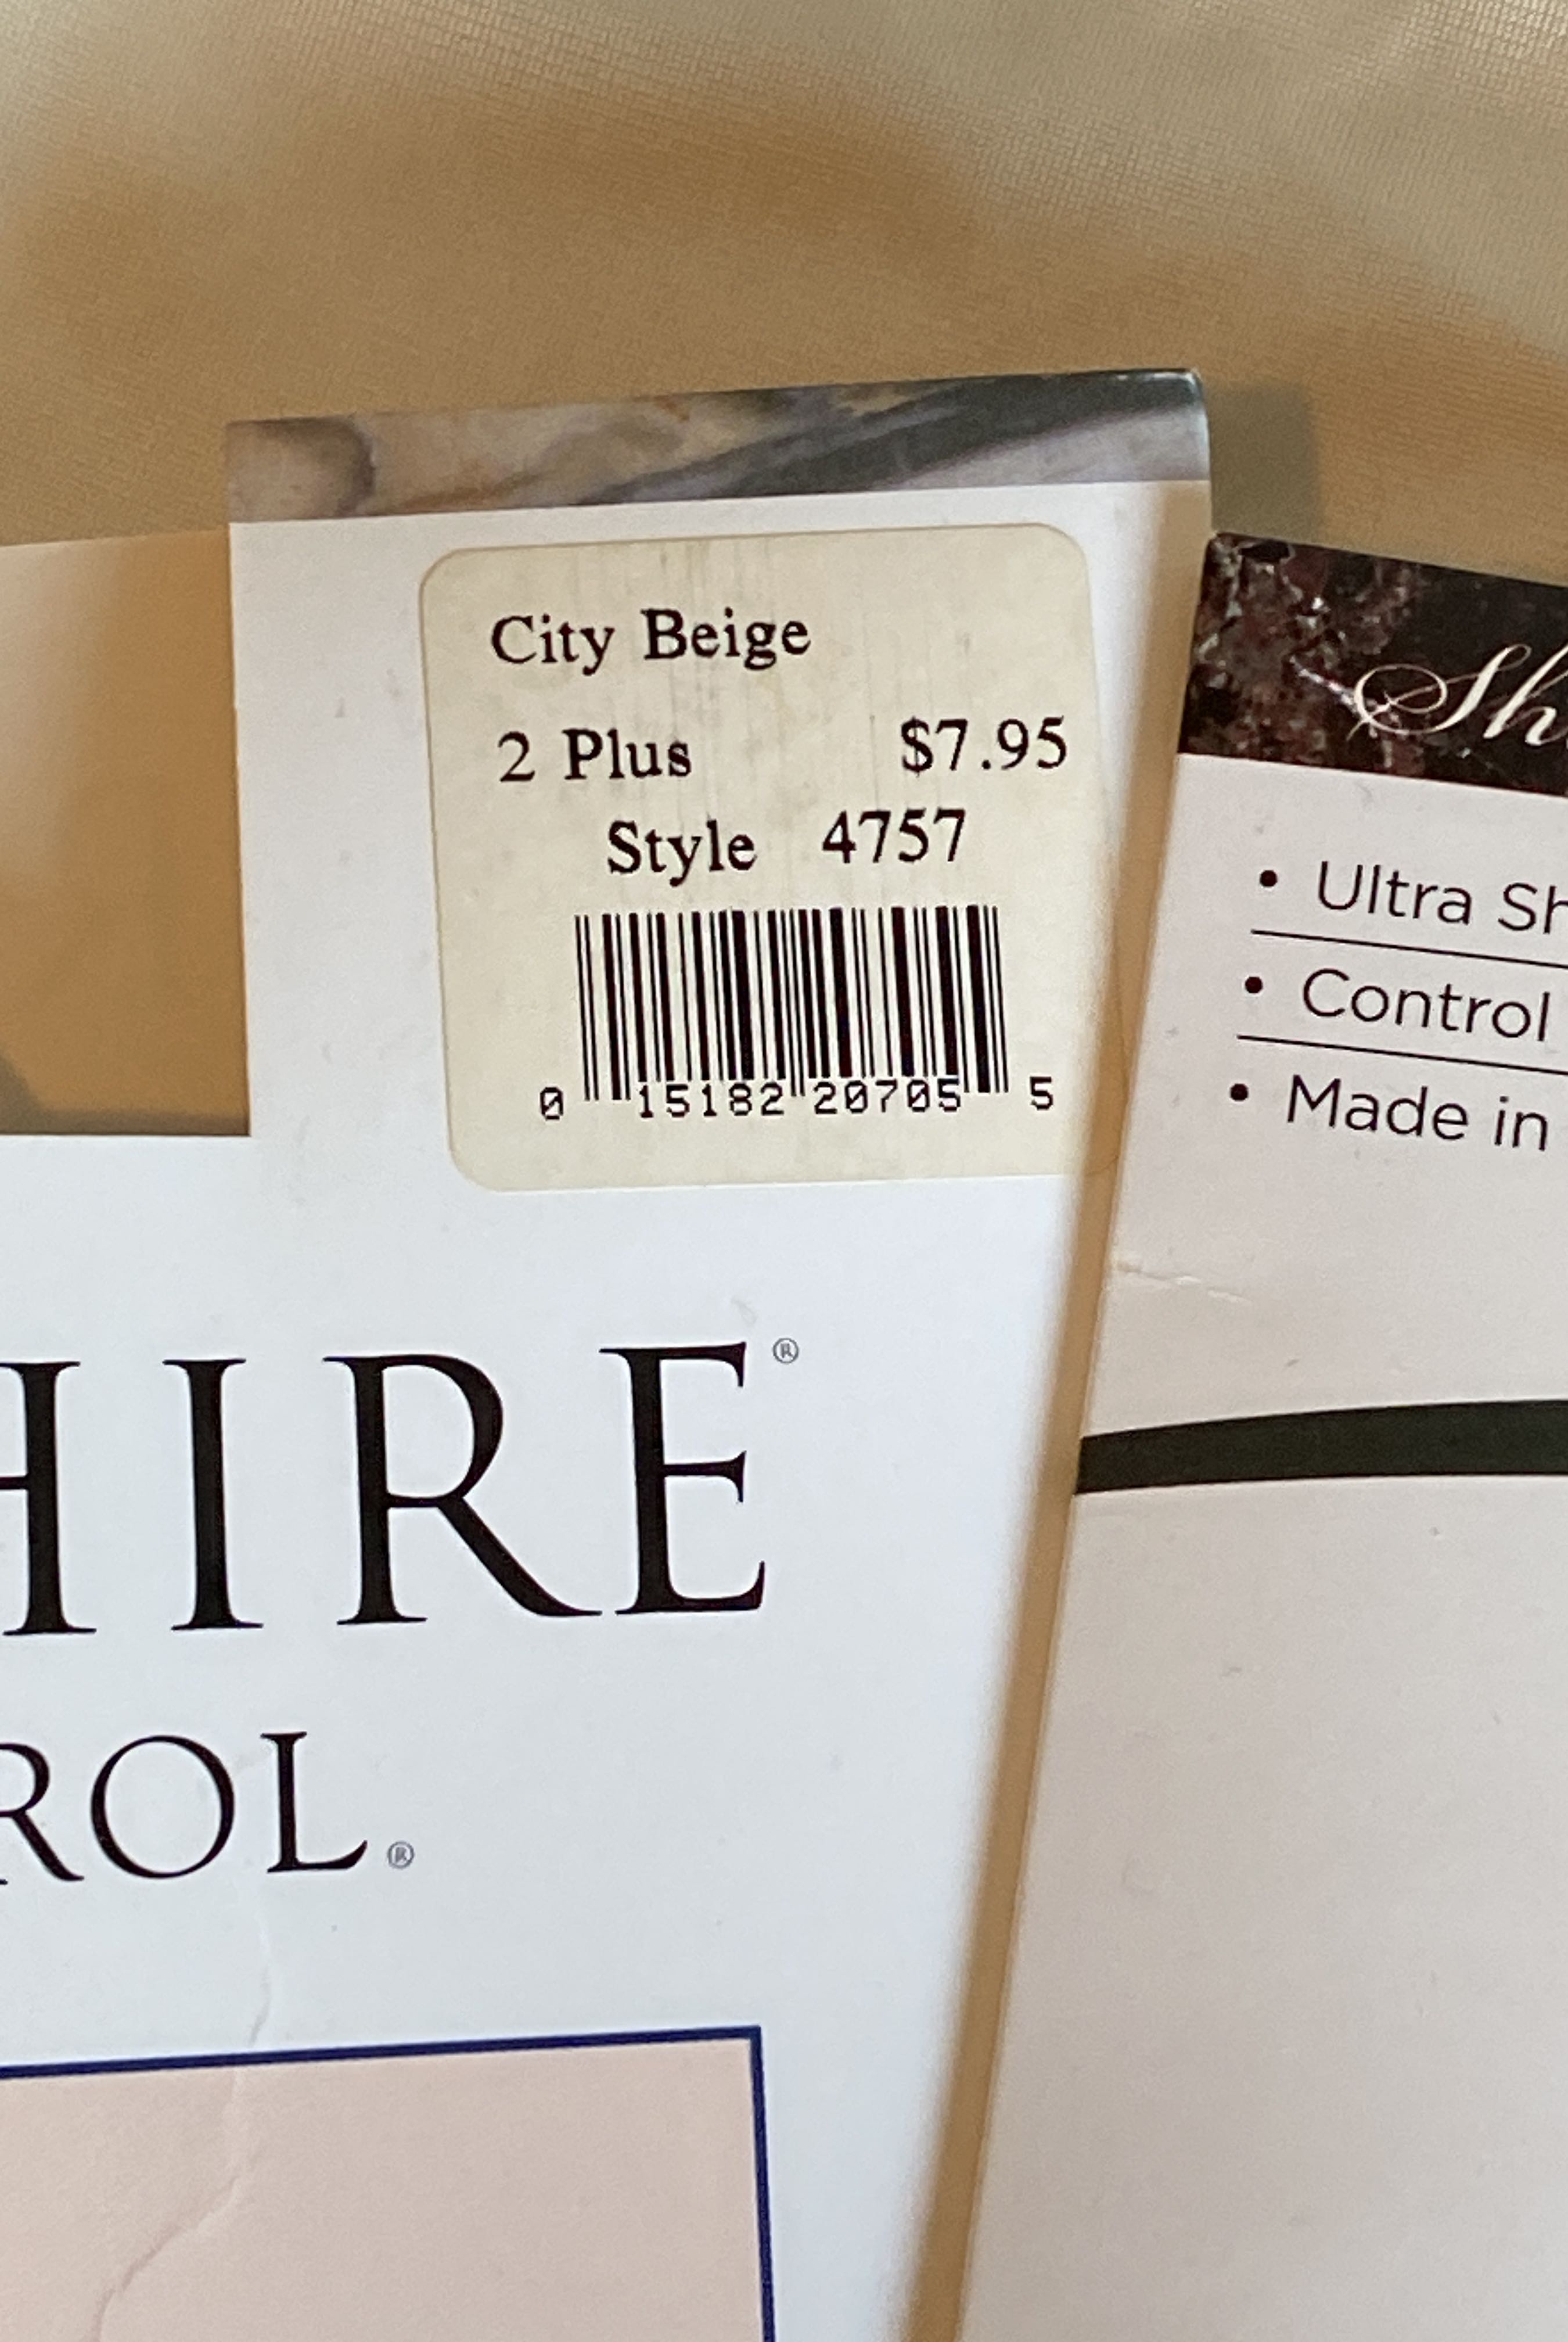 City Beige
2 Plus $7.95
Style 4757
0 15182 20705 5
HIRE®
ROL®
Sh
• Ultra Sh
• Control
• Made in